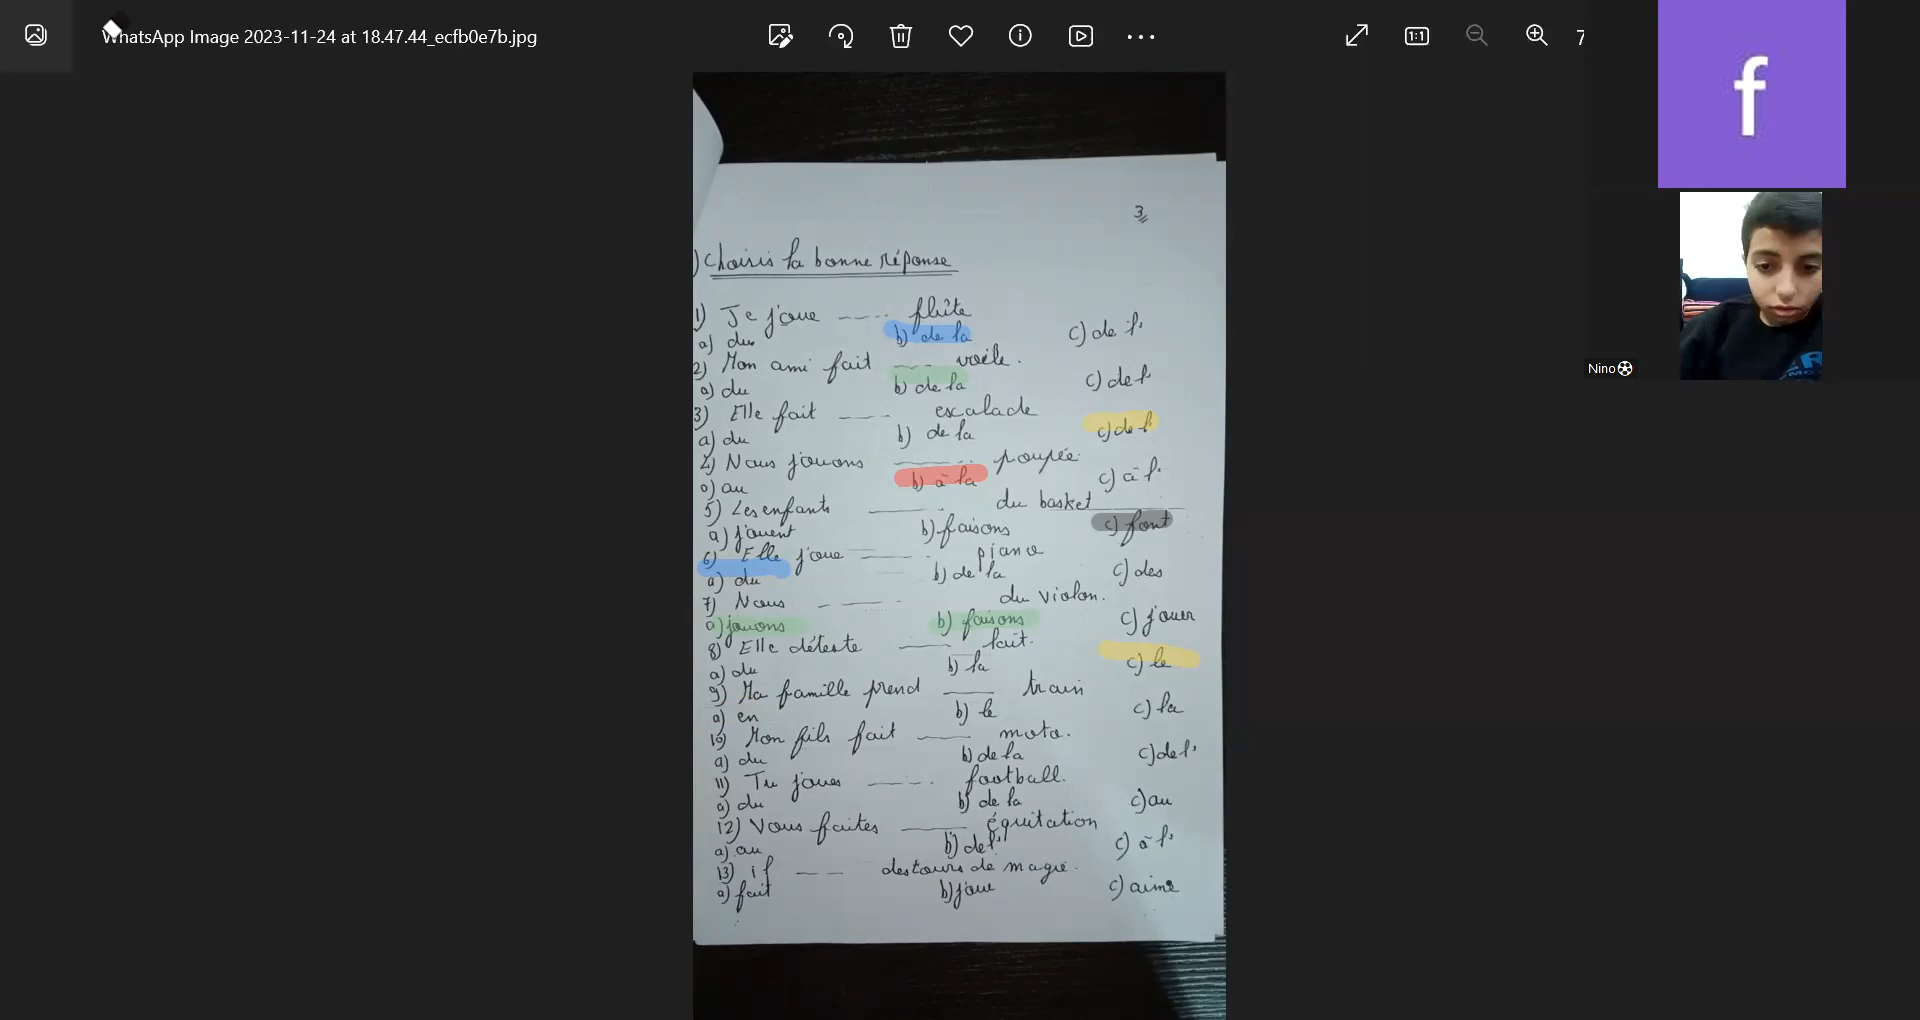 WhatsApp Image 2023-11-24 at 18.47.44_ecfb0e7b.jpg
1:1
7
f
Nino⚽
3
) Choisis la bonne réponse
1) Je joue ---- flûte
a) du b) de la c) de l'
2) Mon ami fait ---- voile.
a) du b) de la c) de l'
3) Elle fait ---- escalade
a) du b) de la c) de l'
4) Nous jouons ---- poupée.
a) au b) à la c) à l'
5) Les enfants ---- du basket
a) jouent b) faisons c) font
6) Elle joue ---- piano
a) du b) de la c) des
7) Nous ---- du violon.
a) jouons b) faisons c) jouer
8) Elle déteste ---- lait.
a) du b) la c) le
9) Ma famille prend ---- train
a) en b) le c) la
10) Mon fils fait ---- moto.
a) du b) de la c) de l'
11) Tu joues ---- football.
a) du b) de la c) au
12) Vous faites ---- équitation
a) au b) de l' c) à l'
13) il ---- des tours de magie.
a) fait b) joue c) aime